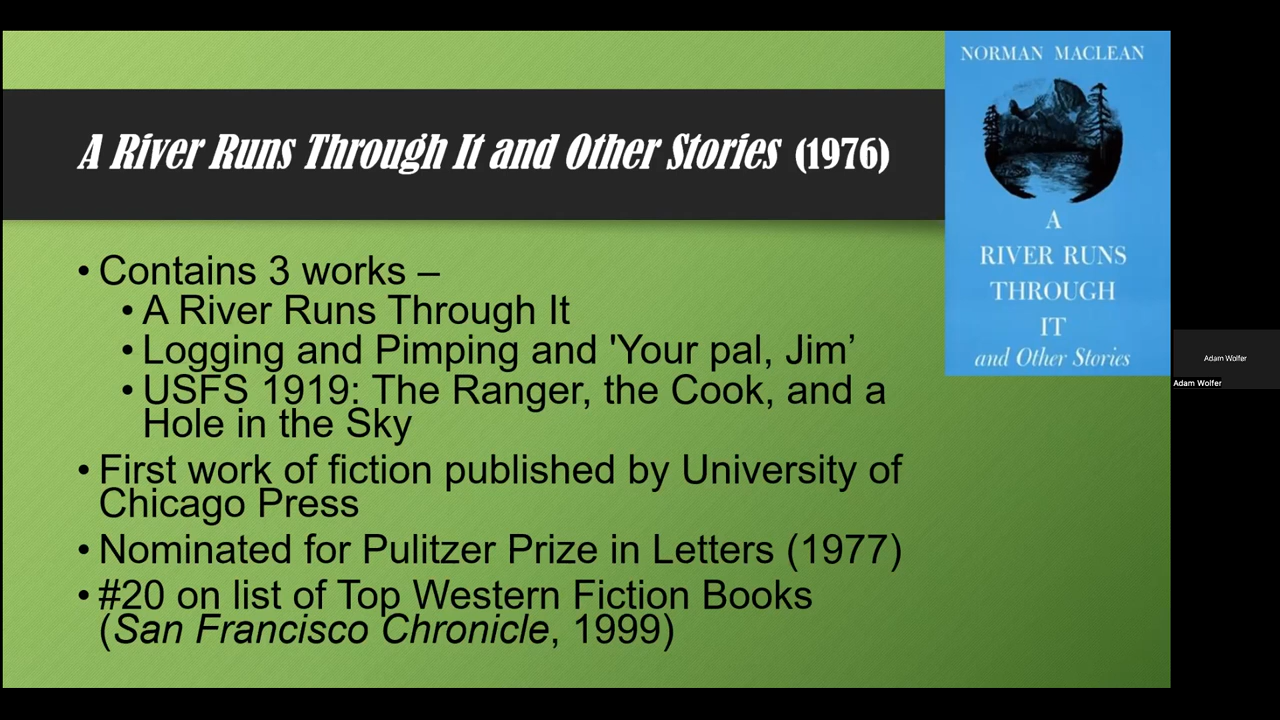 A River Runs Through It and Other Stories (1976)
• Contains 3 works –
• A River Runs Through It
• Logging and Pimping and 'Your pal, Jim’
• USFS 1919: The Ranger, the Cook, and a
Hole in the Sky
• First work of fiction published by University of
Chicago Press
• Nominated for Pulitzer Prize in Letters (1977)
• #20 on list of Top Western Fiction Books
(San Francisco Chronicle, 1999)
NORMAN MACLEAN
A
RIVER RUNS
THROUGH
IT
and Other Stories
Adam Wolfer
Adam Wolfer